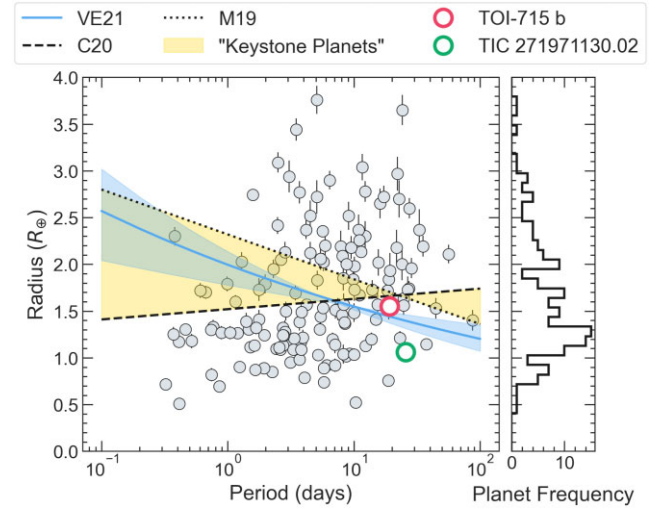 VE21 M19 TOI-715 b
C20 "Keystone Planets" TIC 271971130.02
4.0
3.5
3.0
2.5
2.0
1.5
1.0
0.5
0.0
Radius (R⊕)
10⁻¹ 10⁰ 10¹ 10²
Period (days)
0 10
Planet Frequency